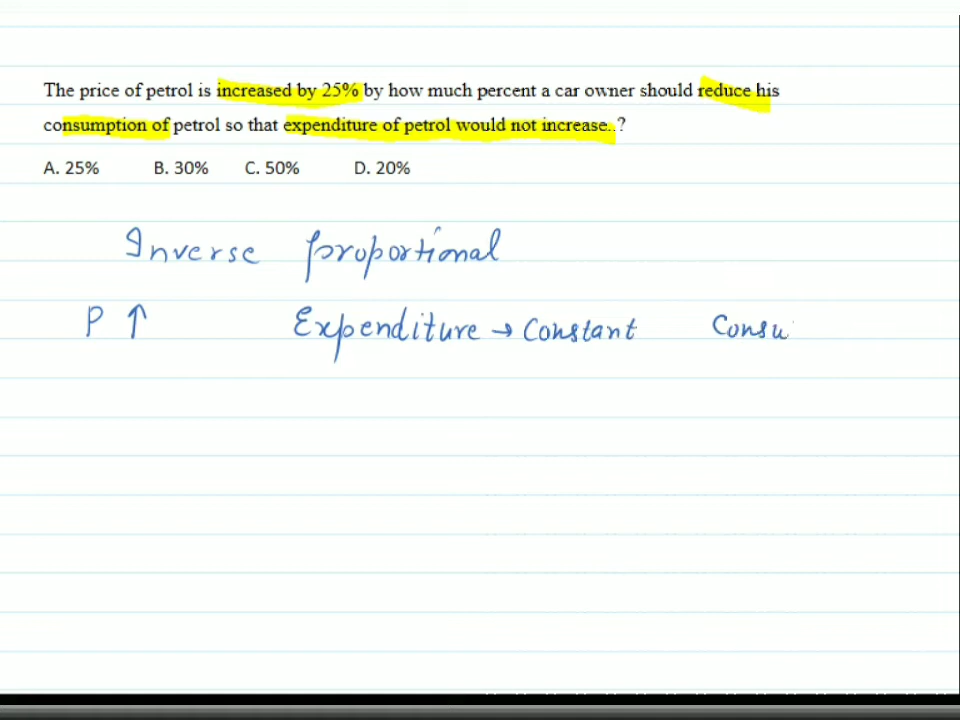 The price of petrol is increased by 25% by how much percent a car owner should reduce his
consumption of petrol so that expenditure of petrol would not increase..?
A. 25% B. 30% C. 50% D. 20%
Inverse proportional
P ↑ Expenditure → Constant Consu